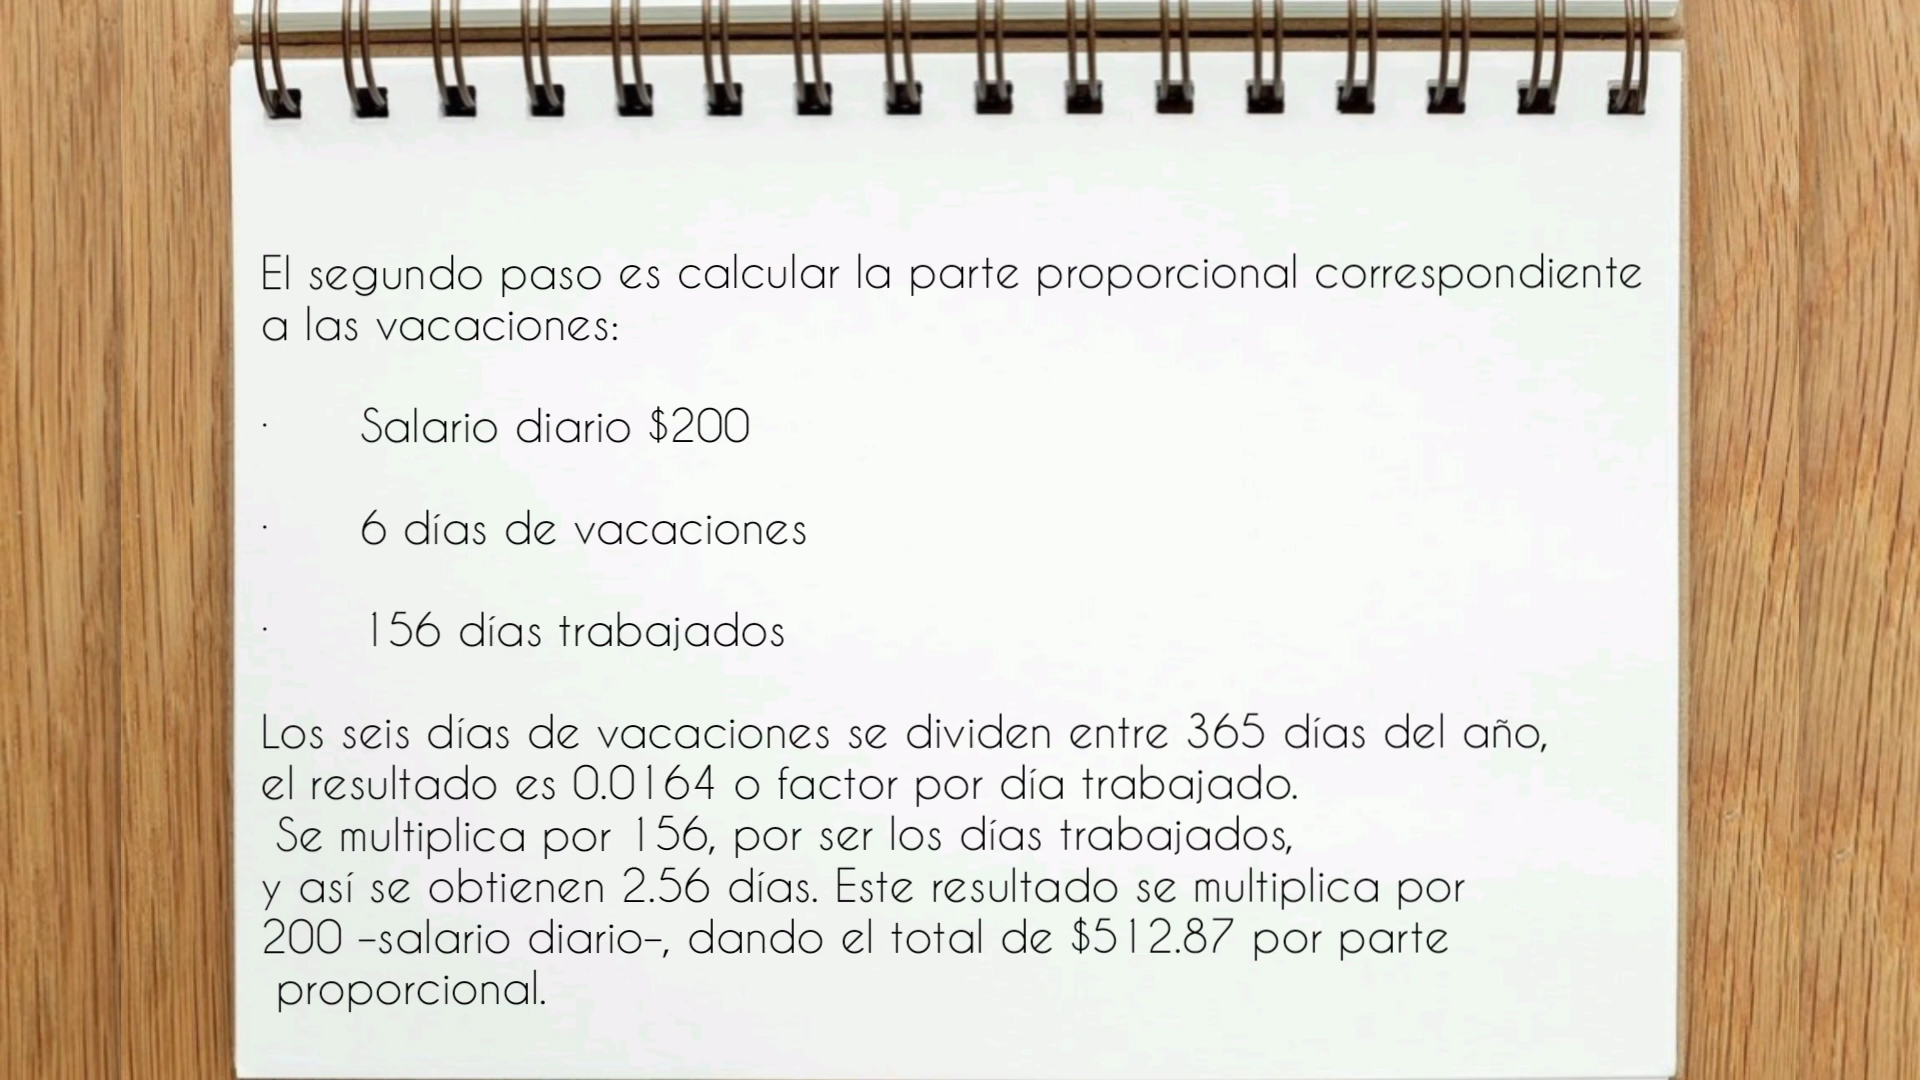 El segundo paso es calcular la parte proporcional correspondiente
a las vacaciones:
· Salario diario $200
· 6 días de vacaciones
· 156 días trabajados
Los seis días de vacaciones se dividen entre 365 días del año,
el resultado es 0.0164 o factor por día trabajado.
Se multiplica por 156, por ser los días trabajados,
y así se obtienen 2.56 días. Este resultado se multiplica por
200 –salario diario–, dando el total de $512.87 por parte
proporcional.